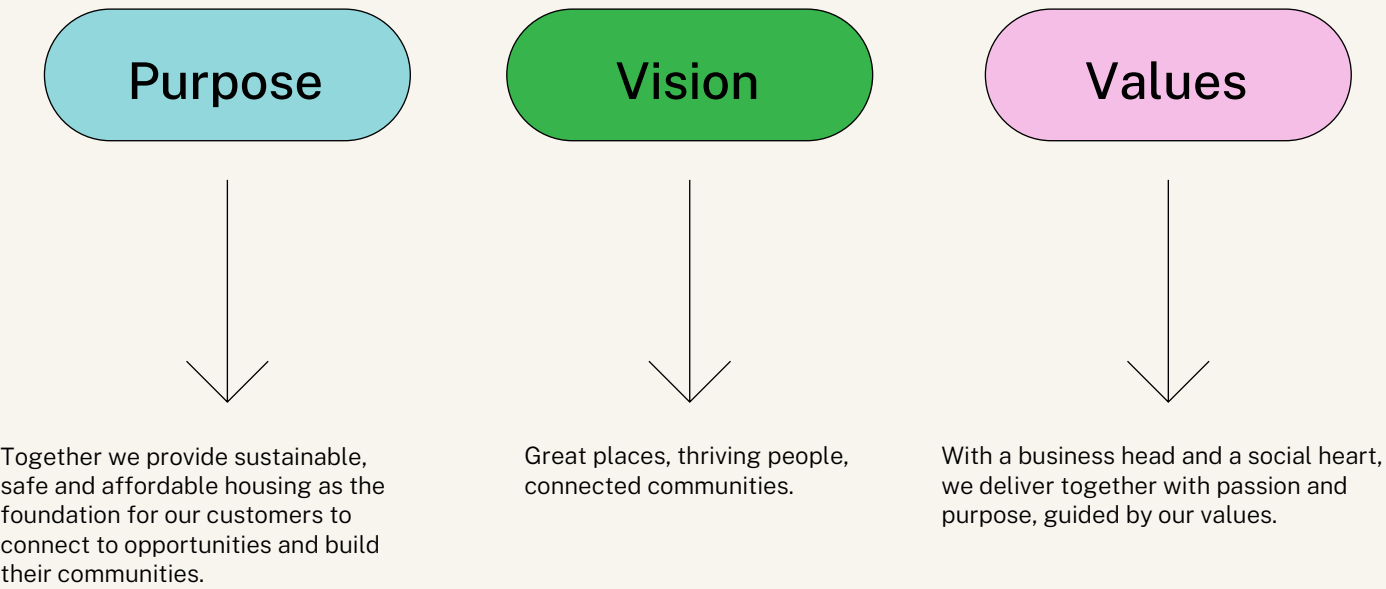 Purpose
Vision
Values
Together we provide sustainable,
safe and affordable housing as the
foundation for our customers to
connect to opportunities and build
their communities.
Great places, thriving people,
connected communities.
With a business head and a social heart,
we deliver together with passion and
purpose, guided by our values.